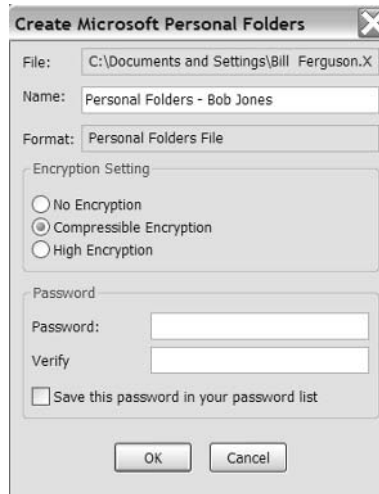 Create Microsoft Personal Folders
File: C:\Documents and Settings\Bill Ferguson.X
Name: Personal Folders - Bob Jones
Format: Personal Folders File
Encryption Setting
No Encryption
Compressible Encryption
High Encryption
Password
Password:
Verify
Save this password in your password list
OK Cancel